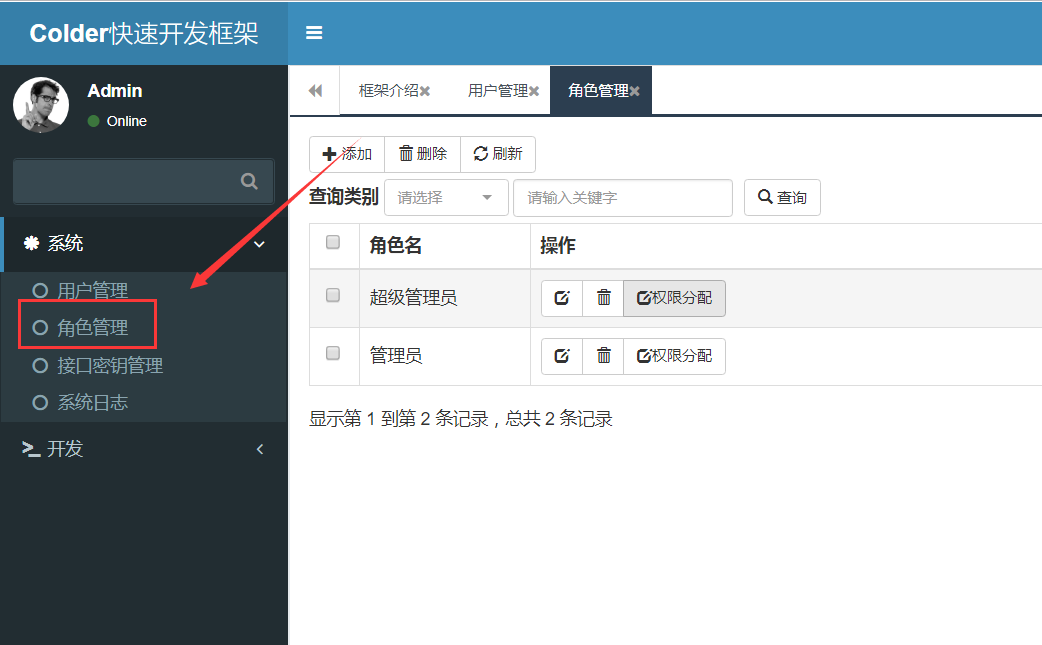 Colder快速开发框架
Admin
Online
系统
用户管理
角色管理
接口密钥管理
系统日志
开发
框架介绍 用户管理 角色管理
添加 删除 刷新
查询类别 请选择 请输入关键字 查询
角色名 操作
超级管理员 权限分配
管理员 权限分配
显示第 1 到第 2 条记录，总共 2 条记录